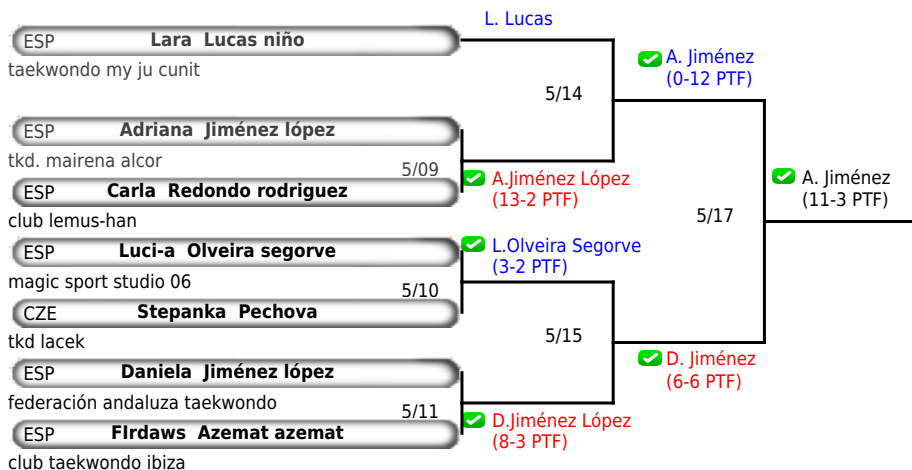 L. Lucas
ESP Lara Lucas niño
taekwondo my ju cunit
A. Jiménez
(0-12 PTF)
5/14
ESP Adriana Jiménez lópez
tkd. mairena alcor
5/09
A.Jiménez López
(13-2 PTF)
ESP Carla Redondo rodriguez
club lemus-han
A. Jiménez
(11-3 PTF)
5/17
ESP Luci-a Olveira segorve
magic sport studio 06
L.Olveira Segorve
(3-2 PTF)
5/10
CZE Stepanka Pechova
tkd lacek
5/15
D. Jiménez
(6-6 PTF)
ESP Daniela Jiménez lópez
federación andaluza taekwondo
5/11
D.Jiménez López
(8-3 PTF)
ESP FIrdaws Azemat azemat
club taekwondo ibiza